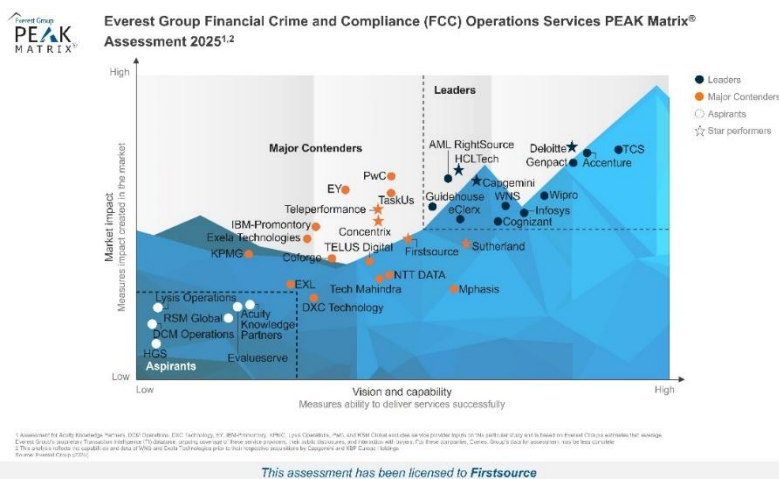 Everest Group
PEAK
MATRIX®
Everest Group Financial Crime and Compliance (FCC) Operations Services PEAK Matrix®
Assessment 2025¹,²
High
Leaders
Major Contenders
Aspirants
Star performers
Leaders
Major Contenders
AML RightSource
HCLTech
Deloitte
TCS
Genpact
Accenture
PwC
Capgemini
EY
TaskUs
Guidehouse
WNS
Wipro
Teleperformance
eClerx
Infosys
IBM-Promontory
Cognizant
Exela Technologies
Concentrix
TELUS Digital
Firstsource
Sutherland
KPMG
Coforge
NTT DATA
EXL
Tech Mahindra
Mphasis
Lysis Operations
DXC Technology
RSM Global
Acuity
Knowledge
Partners
DCM Operations
HGS
Evalueserve
Aspirants
Market impact
Measures impact created in the market
Low
Low
Vision and capability
High
Measures ability to deliver services successfully
This assessment has been licensed to Firstsource